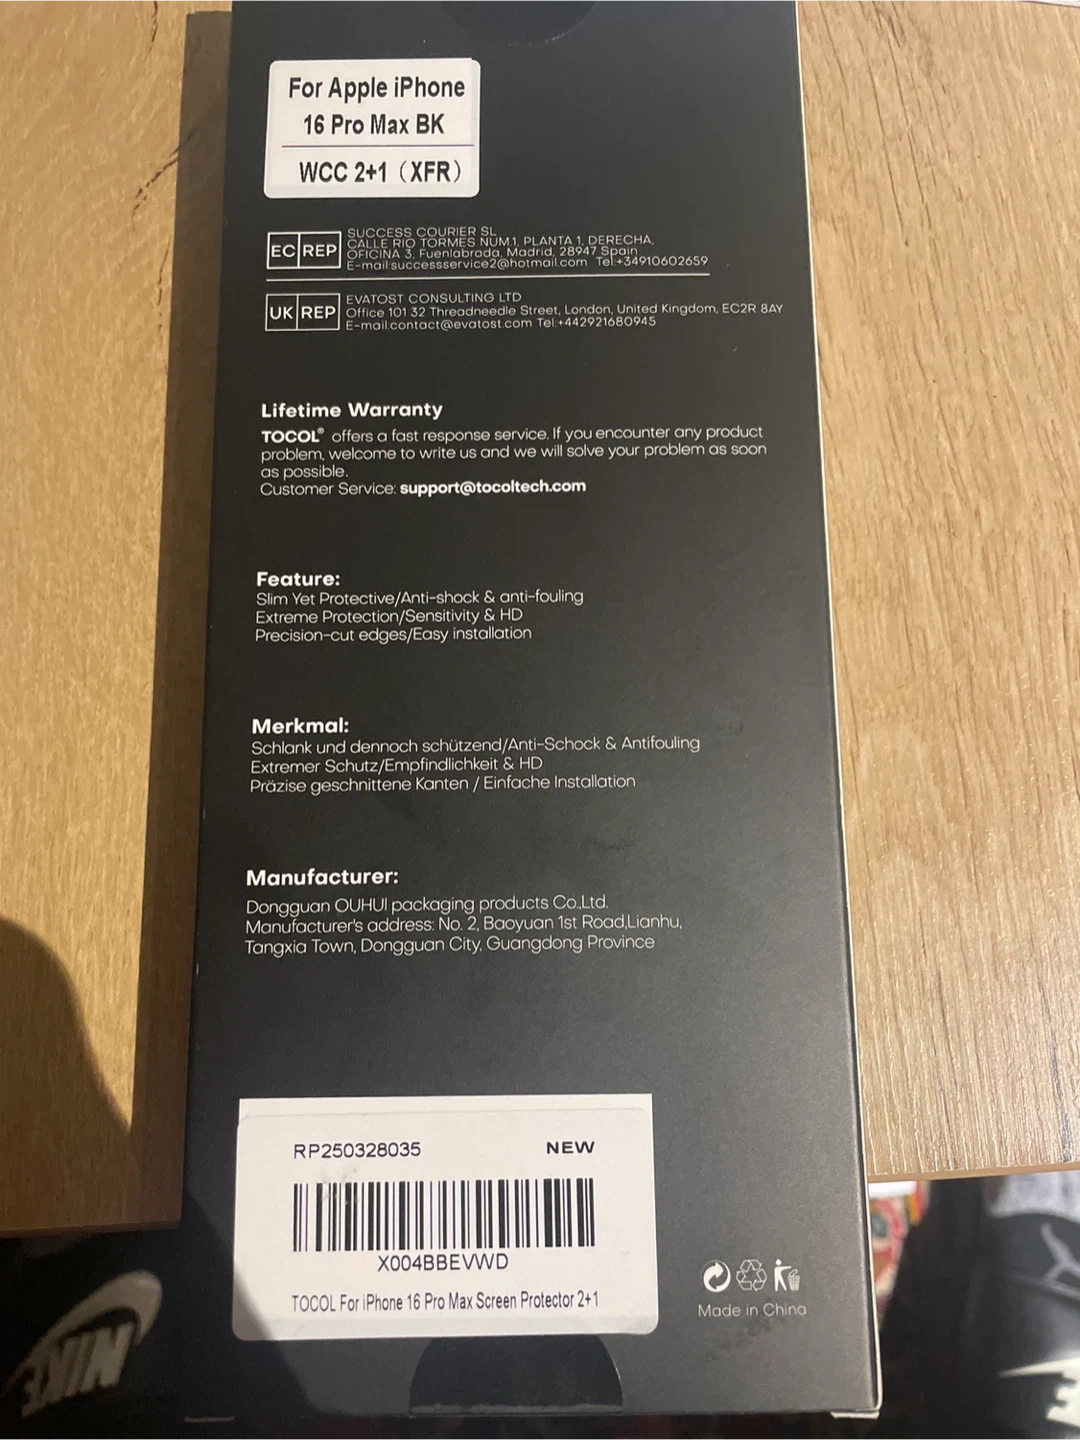 For Apple iPhone
16 Pro Max BK
WCC 2+1（XFR）
EC REP
SUCCESS COURIER SL
CALLE RIO TORMES NUM.1, PLANTA 1, DERECHA,
OFICINA 3, Fuenlabrada, Madrid, 28947 Spain
E-mail:successservice2@hotmail.com Tel:+34910602659
UK REP
EVATOST CONSULTING LTD
Office 101 32 Threadneedle Street, London, United Kingdom, EC2R 8AY
E-mail:contact@evatost.com Tel:+442921680945
Lifetime Warranty
TOCOL® offers a fast response service. If you encounter any product
problem, welcome to write us and we will solve your problem as soon
as possible.
Customer Service: support@tocoltech.com
Feature:
Slim Yet Protective/Anti-shock & anti-fouling
Extreme Protection/Sensitivity & HD
Precision-cut edges/Easy installation
Merkmal:
Schlank und dennoch schützend/Anti-Schock & Antifouling
Extremer Schutz/Empfindlichkeit & HD
Präzise geschnittene Kanten / Einfache Installation
Manufacturer:
Dongguan OUHUI packaging products Co.,Ltd.
Manufacturer's address: No. 2, Baoyuan 1st Road,Lianhu,
Tangxia Town, Dongguan City, Guangdong Province
RP250328035 NEW
X004BBEVWD
TOCOL For iPhone 16 Pro Max Screen Protector 2+1
Made in China
NIKE